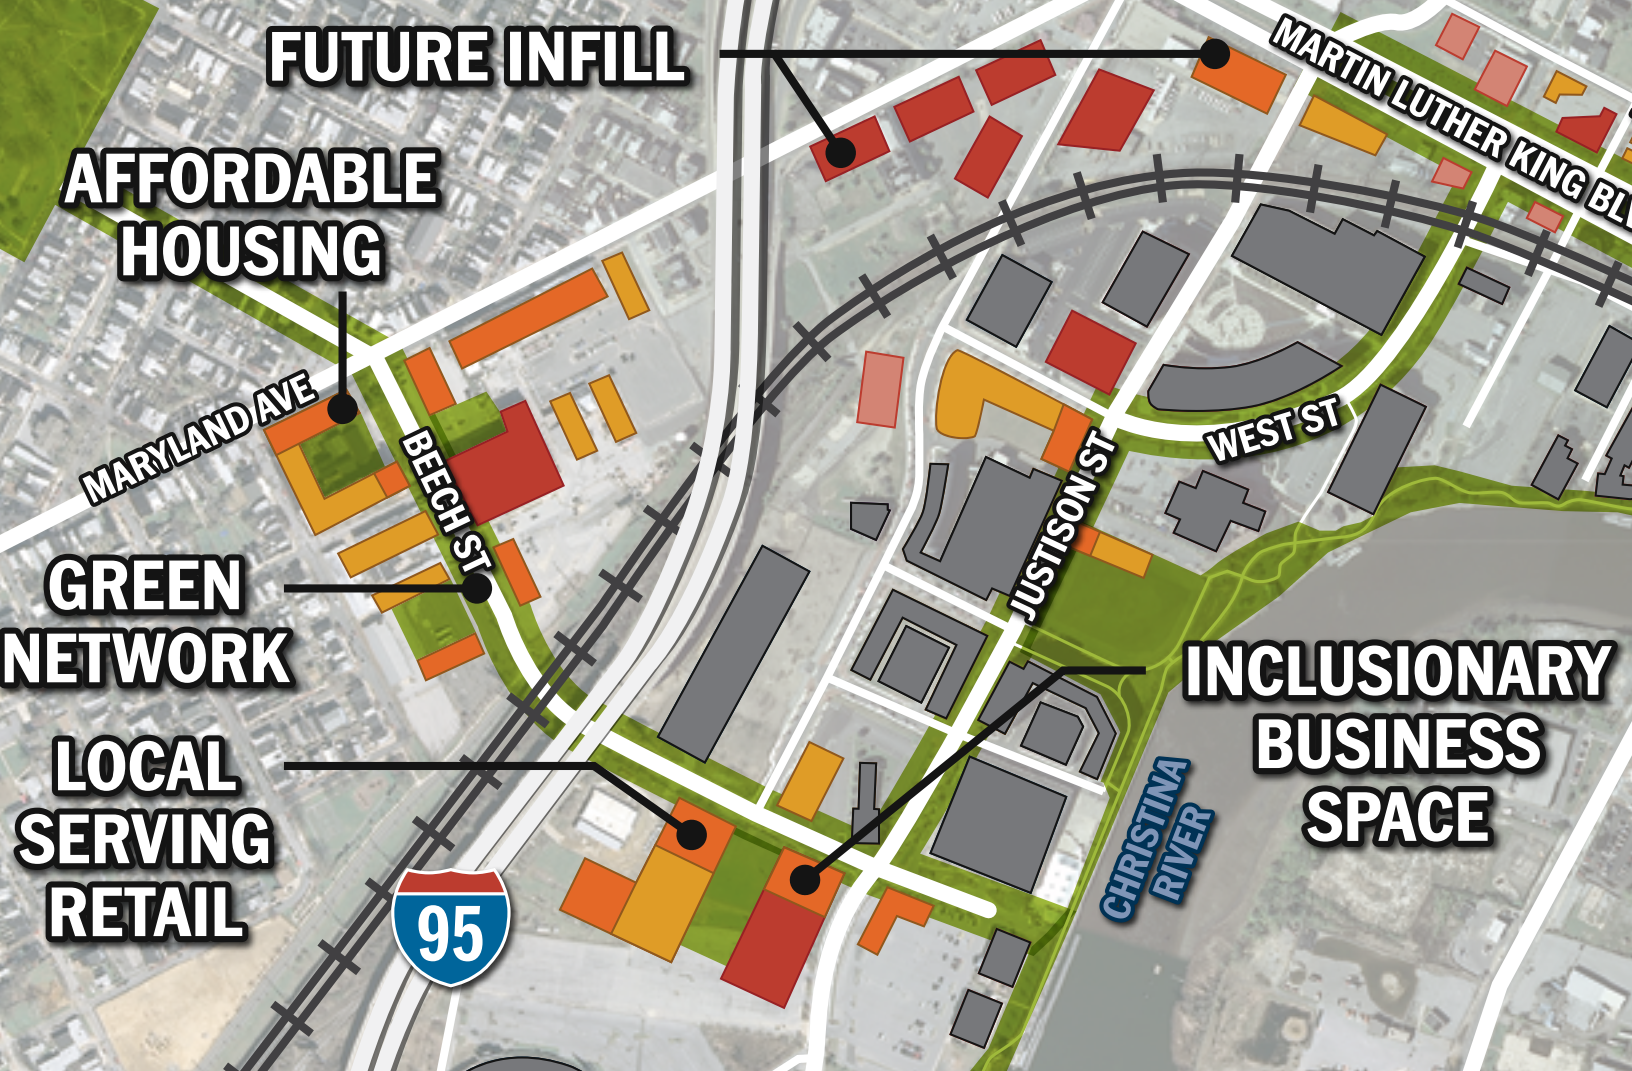 FUTURE INFILL
MARTIN LUTHER KING BLV
AFFORDABLE
HOUSING
MARYLAND AVE
BEECH ST
WEST ST
JUSTISON ST
GREEN
NETWORK
INCLUSIONARY
BUSINESS
SPACE
LOCAL
SERVING
RETAIL
CHRISTINA
RIVER
95